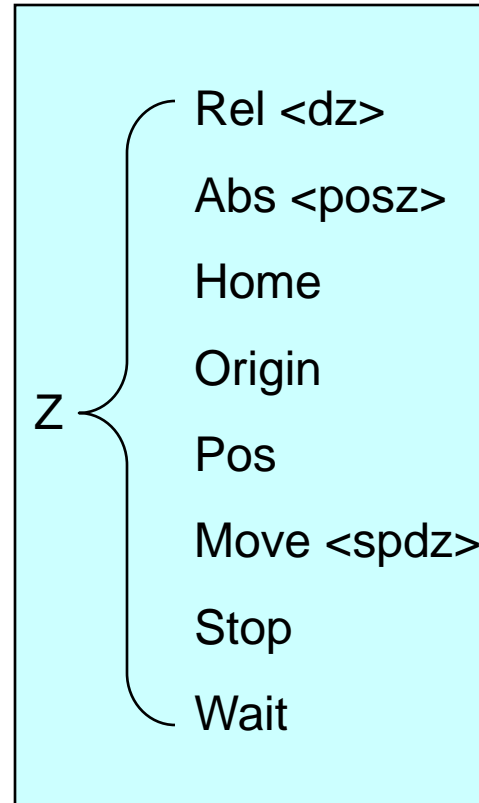 Rel <dz>
Abs <posz>
Home
Origin
Z
Pos
Move <spdz>
Stop
Wait